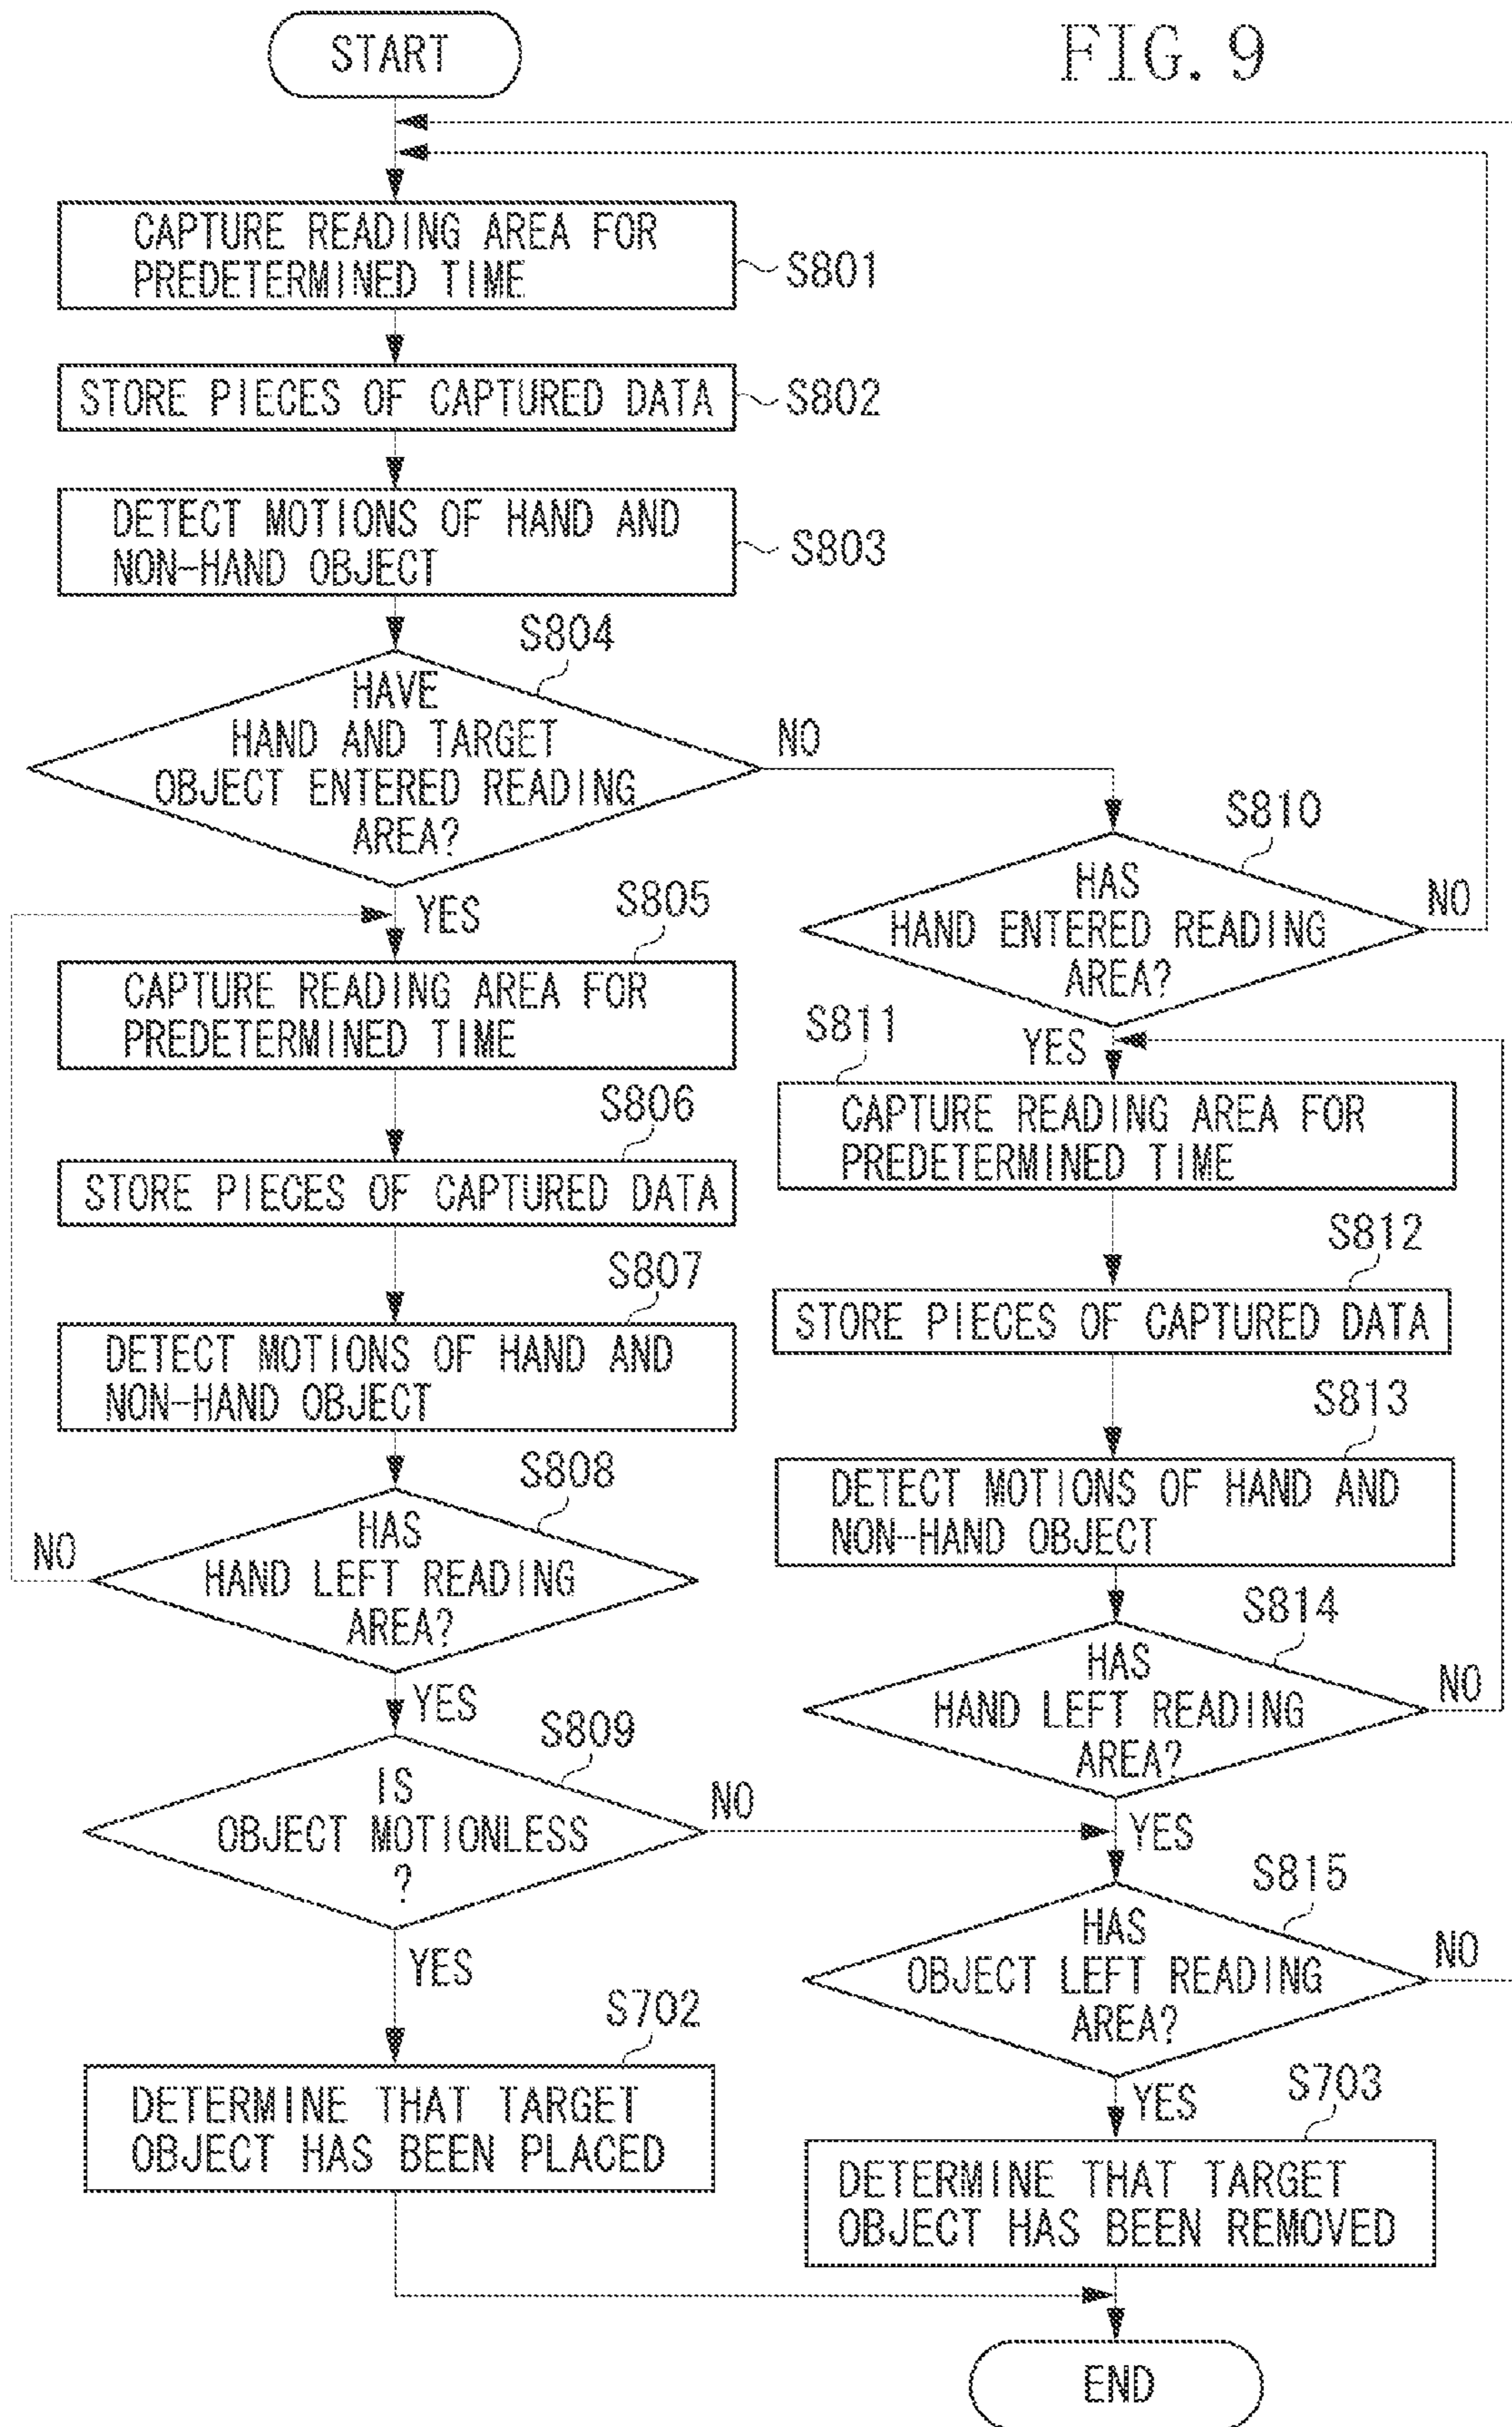 FIG. 9
START
CAPTURE READING AREA FOR
PREDETERMINED TIME
S801
STORE PIECES OF CAPTURED DATA
S802
DETECT MOTIONS OF HAND AND
NON-HAND OBJECT
S803
S804
HAVE
HAND AND TARGET
OBJECT ENTERED READING
AREA?
NO
YES
S805
CAPTURE READING AREA FOR
PREDETERMINED TIME
S806
STORE PIECES OF CAPTURED DATA
S807
DETECT MOTIONS OF HAND AND
NON-HAND OBJECT
S808
HAS
HAND LEFT READING
AREA?
NO
YES
S809
IS
OBJECT MOTIONLESS
?
NO
YES
S702
DETERMINE THAT TARGET
OBJECT HAS BEEN PLACED
S810
HAS
HAND ENTERED READING
AREA?
NO
YES
S811
CAPTURE READING AREA FOR
PREDETERMINED TIME
S812
STORE PIECES OF CAPTURED DATA
S813
DETECT MOTIONS OF HAND AND
NON-HAND OBJECT
S814
HAS
HAND LEFT READING
AREA?
NO
YES
S815
HAS
OBJECT LEFT READING
AREA?
NO
YES
S703
DETERMINE THAT TARGET
OBJECT HAS BEEN REMOVED
END